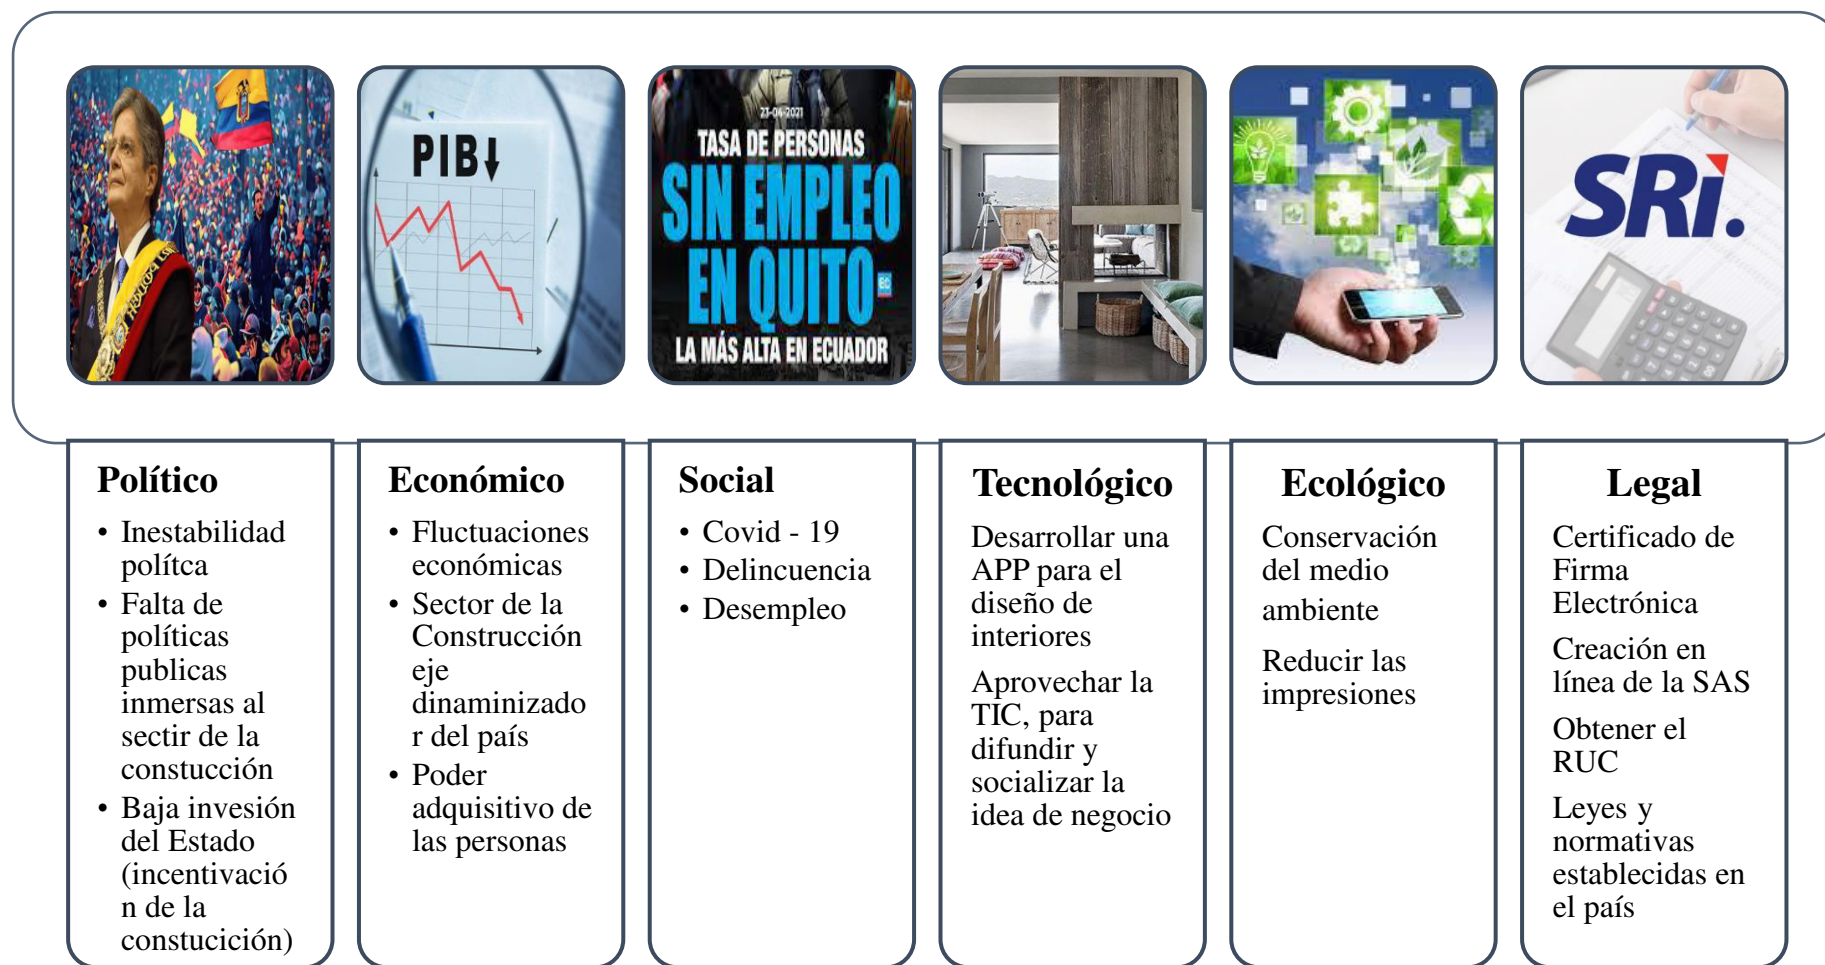 PIB
23-04-2021
TASA DE PERSONAS
SIN EMPLEO
EN QUITO
LA MÁS ALTA EN ECUADOR
SRi.
Político
• Inestabilidad
polítca
• Falta de
políticas
publicas
inmersas al
sectir de la
constucción
• Baja invesión
del Estado
(incentivació
n de la
constucición)
Económico
• Fluctuaciones
económicas
• Sector de la
Construcción
eje
dinaminizado
r del país
• Poder
adquisitivo de
las personas
Social
• Covid - 19
• Delincuencia
• Desempleo
Tecnológico
Desarrollar una
APP para el
diseño de
interiores
Aprovechar la
TIC, para
difundir y
socializar la
idea de negocio
Ecológico
Conservación
del medio
ambiente
Reducir las
impresiones
Legal
Certificado de
Firma
Electrónica
Creación en
línea de la SAS
Obtener el
RUC
Leyes y
normativas
establecidas en
el país